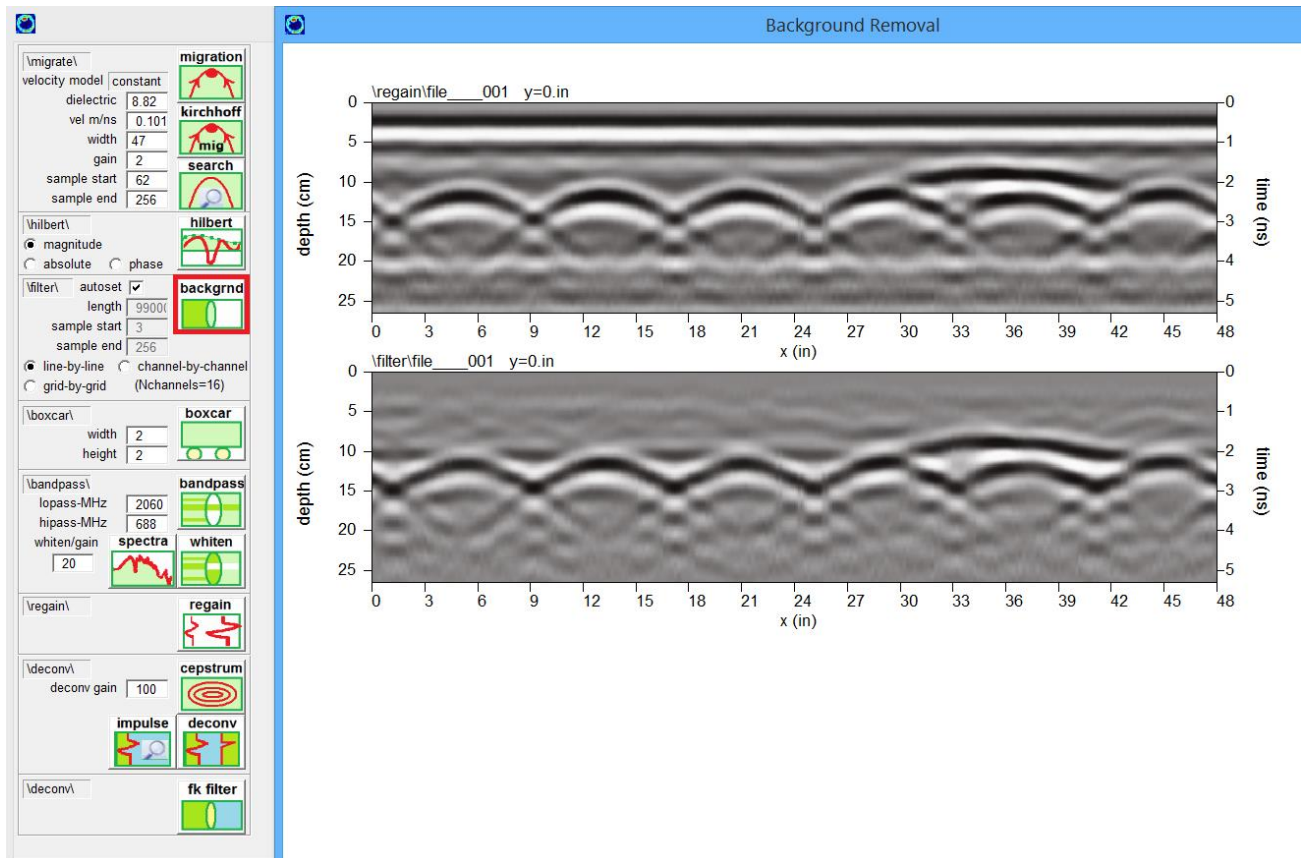 Background Removal
\migrate\ migration
velocity model constant
dielectric 8.82
vel m/ns 0.101 kirchhoff
width 47 mig
gain 2 search
sample start 62
sample end 256
\hilbert\ hilbert
magnitude
absolute phase
\filter\ autoset backgrnd
length 99000
sample start 3
sample end 256
line-by-line channel-by-channel
grid-by-grid (Nchannels=16)
\boxcar\ boxcar
width 2
height 2
\bandpass\ bandpass
lopass-MHz 2060
hipass-MHz 688
whiten/gain spectra whiten
20
\regain\ regain
\deconv\ cepstrum
deconv gain 100
impulse deconv
\deconv\ fk filter
\regain\file____001 y=0.in
0 0
5 1
10 2
15 3
20 4
25 5
depth (cm)
time (ns)
0 3 6 9 12 15 18 21 24 27 30 33 36 39 42 45 48
x (in)
\filter\file____001 y=0.in
0 0
5 1
10 2
15 3
20 4
25 5
depth (cm)
time (ns)
0 3 6 9 12 15 18 21 24 27 30 33 36 39 42 45 48
x (in)